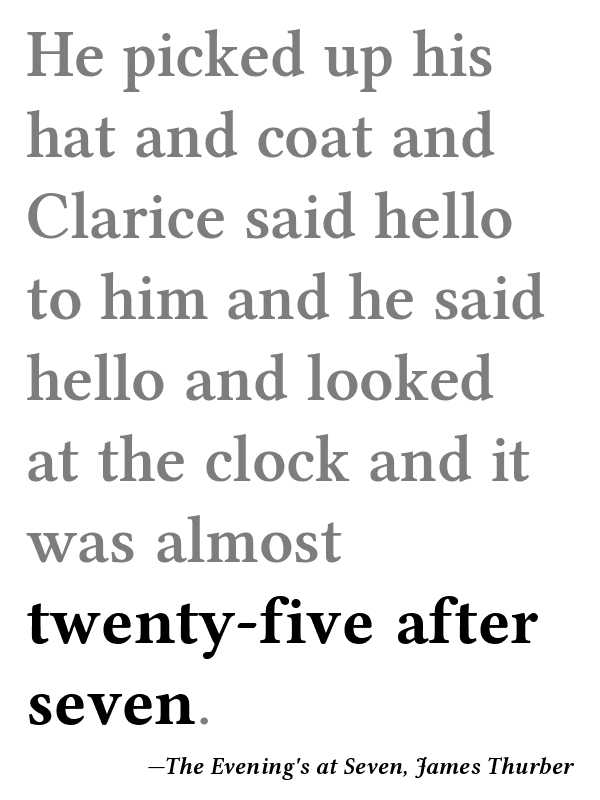 He picked up his
hat and coat and
Clarice said hello
to him and he said
hello and looked
at the clock and it
was almost
twenty-five after
seven.
—The Evening's at Seven, James Thurber